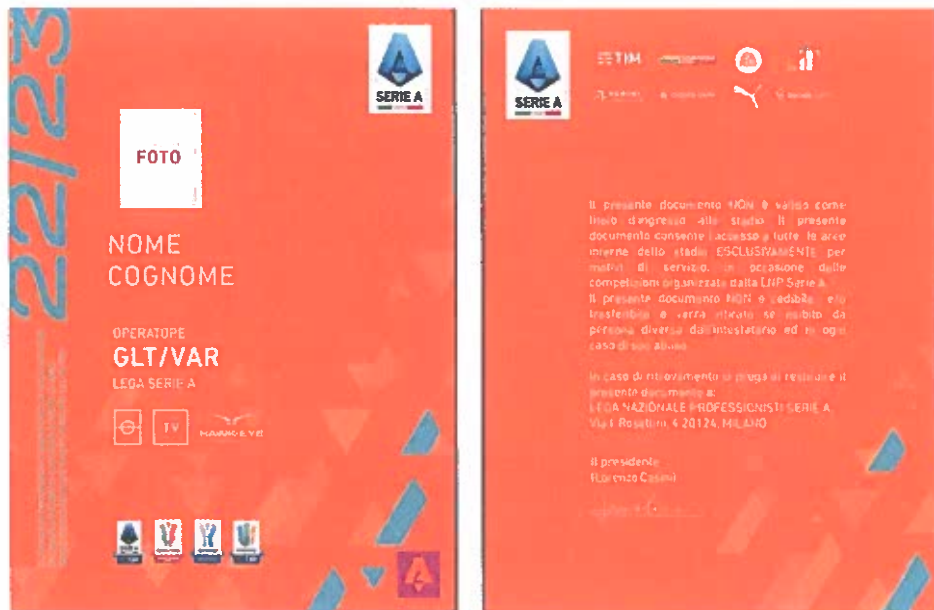 22/23
SERIE A
FOTO
NOME
COGNOME
OPERATORE
GLT/VAR
LEGA SERIE A
TV
HAWK-EYE
SERIE A
TIM
Il presente documento NON è valido come
titolo d'ingresso allo stadio. Il presente
documento consente l'accesso a tutte le aree
interne dello stadio ESCLUSIVAMENTE per
motivi di servizio, in occasione delle
competizioni organizzate dalla LNP Serie A.
Il presente documento NON è cedibile e/o
trasferibile e verrà ritirato se esibito da
persona diversa dall'intestatario ed in ogni
caso di suo abuso.
In caso di ritrovamento si prega di restituire il
presente documento a:
LEGA NAZIONALE PROFESSIONISTI SERIE A
Via I. Rosellini, 4 20124, MILANO
Il presidente
(Lorenzo Casini)